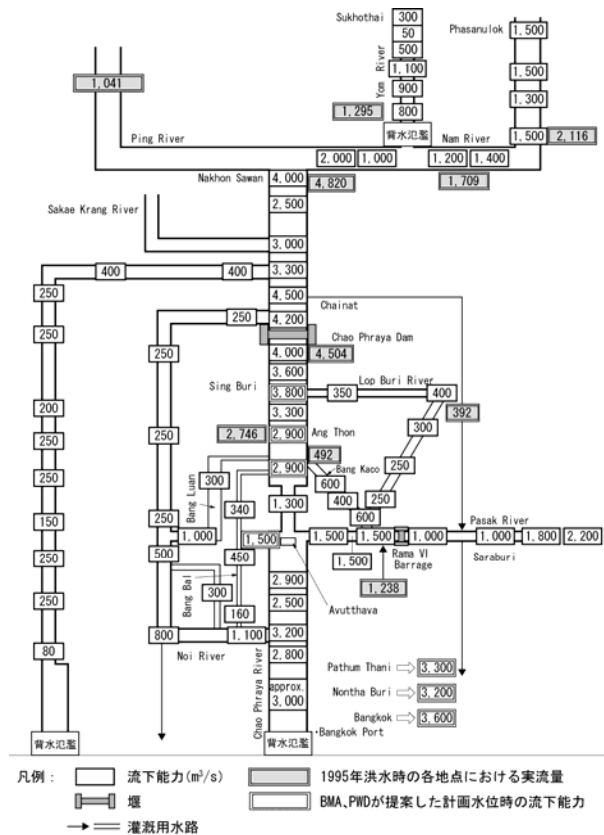 Sukhothai
300
50
500
1,100
900
800
Yom River
背水氾濫
Phasanulok
1,500
1,500
1,300
1,500
2,116
1,041
1,295
Ping River
Nam River
2,000
1,000
1,200
1,400
Nakhon Sawan
4,000
4,820
1,709
2,500
Sakae Krang River
3,000
400
400
3,300
250
4,500
Chainat
250
250
4,200
Chao Phraya Dam
250
4,000
4,504
3,600
Lop Buri River
Sing Buri
3,800
350
400
200
3,300
392
300
250
250
2,746
2,900
Ang Thon
492
250
250
2,900
Bang Kaco
300
600
250
Bang Luan
340
400
150
250
1,300
600
Pasak River
1,000
1,500
1,500
1,500
1,000
1,000
1,800
2,200
250
500
450
Rama VI
Barrage
Saraburi
1,500
300
2,900
1,238
250
Bang Bal
Avutthava
160
2,500
80
800
1,100
3,200
Noi River
2,800
Pathum Thani
3,300
Chao Phraya River
approx.
3,000
Nontha Buri
3,200
Bangkok
3,600
背水氾濫
背水氾濫
・Bangkok Port
凡例：
流下能力(m³/s)
1995年洪水時の各地点における実流量
堰
BMA、PWDが提案した計画水位時の流下能力
灌漑用水路